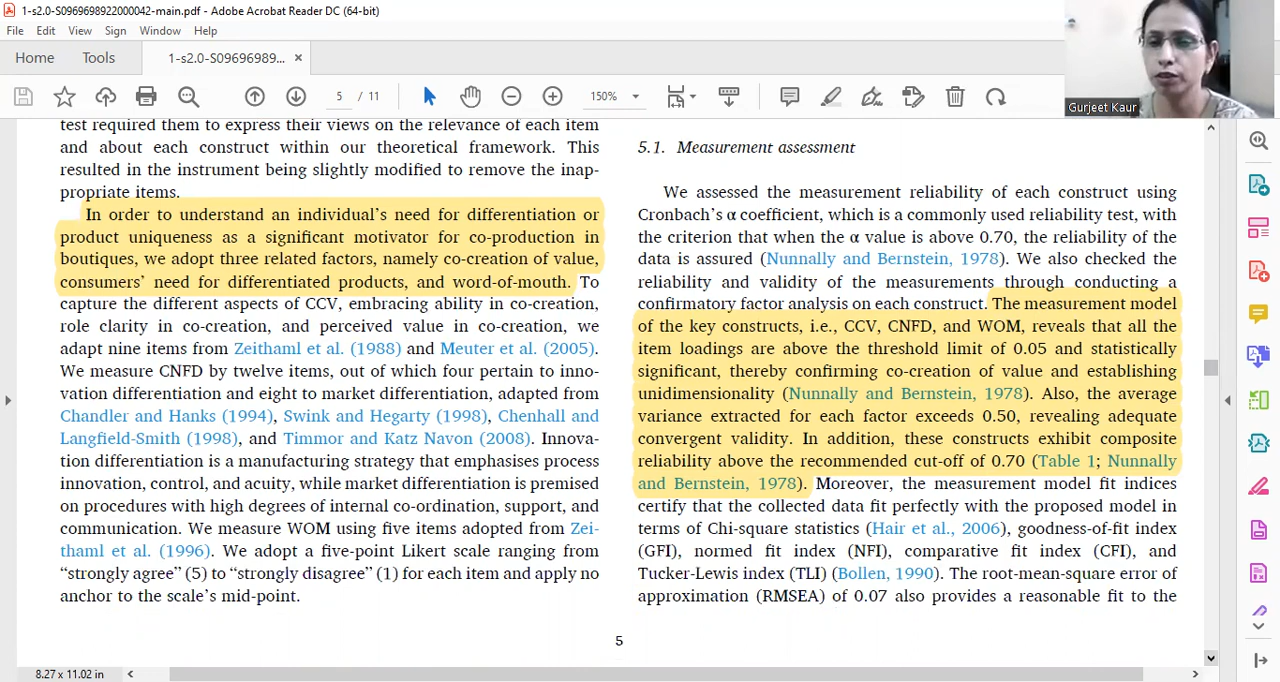 1-s2.0-S0969698922000042-main.pdf - Adobe Acrobat Reader DC (64-bit)
File Edit View Sign Window Help
Home Tools 1-s2.0-S09696989... ×
5 / 11 150%
Gurjeet Kaur
test required them to express their views on the relevance of each item
and about each construct within our theoretical framework. This
resulted in the instrument being slightly modified to remove the inap-
propriate items.
In order to understand an individual's need for differentiation or
product uniqueness as a significant motivator for co-production in
boutiques, we adopt three related factors, namely co-creation of value,
consumers' need for differentiated products, and word-of-mouth. To
capture the different aspects of CCV, embracing ability in co-creation,
role clarity in co-creation, and perceived value in co-creation, we
adapt nine items from Zeithaml et al. (1988) and Meuter et al. (2005).
We measure CNFD by twelve items, out of which four pertain to inno-
vation differentiation and eight to market differentiation, adapted from
Chandler and Hanks (1994), Swink and Hegarty (1998), Chenhall and
Langfield-Smith (1998), and Timmor and Katz Navon (2008). Innova-
tion differentiation is a manufacturing strategy that emphasises process
innovation, control, and acuity, while market differentiation is premised
on procedures with high degrees of internal co-ordination, support, and
communication. We measure WOM using five items adopted from Zei-
thaml et al. (1996). We adopt a five-point Likert scale ranging from
“strongly agree” (5) to “strongly disagree” (1) for each item and apply no
anchor to the scale's mid-point.
5.1. Measurement assessment
We assessed the measurement reliability of each construct using
Cronbach's α coefficient, which is a commonly used reliability test, with
the criterion that when the α value is above 0.70, the reliability of the
data is assured (Nunnally and Bernstein, 1978). We also checked the
reliability and validity of the measurements through conducting a
confirmatory factor analysis on each construct. The measurement model
of the key constructs, i.e., CCV, CNFD, and WOM, reveals that all the
item loadings are above the threshold limit of 0.05 and statistically
significant, thereby confirming co-creation of value and establishing
unidimensionality (Nunnally and Bernstein, 1978). Also, the average
variance extracted for each factor exceeds 0.50, revealing adequate
convergent validity. In addition, these constructs exhibit composite
reliability above the recommended cut-off of 0.70 (Table 1; Nunnally
and Bernstein, 1978). Moreover, the measurement model fit indices
certify that the collected data fit perfectly with the proposed model in
terms of Chi-square statistics (Hair et al., 2006), goodness-of-fit index
(GFI), normed fit index (NFI), comparative fit index (CFI), and
Tucker-Lewis index (TLI) (Bollen, 1990). The root-mean-square error of
approximation (RMSEA) of 0.07 also provides a reasonable fit to the
5
8.27 x 11.02 in